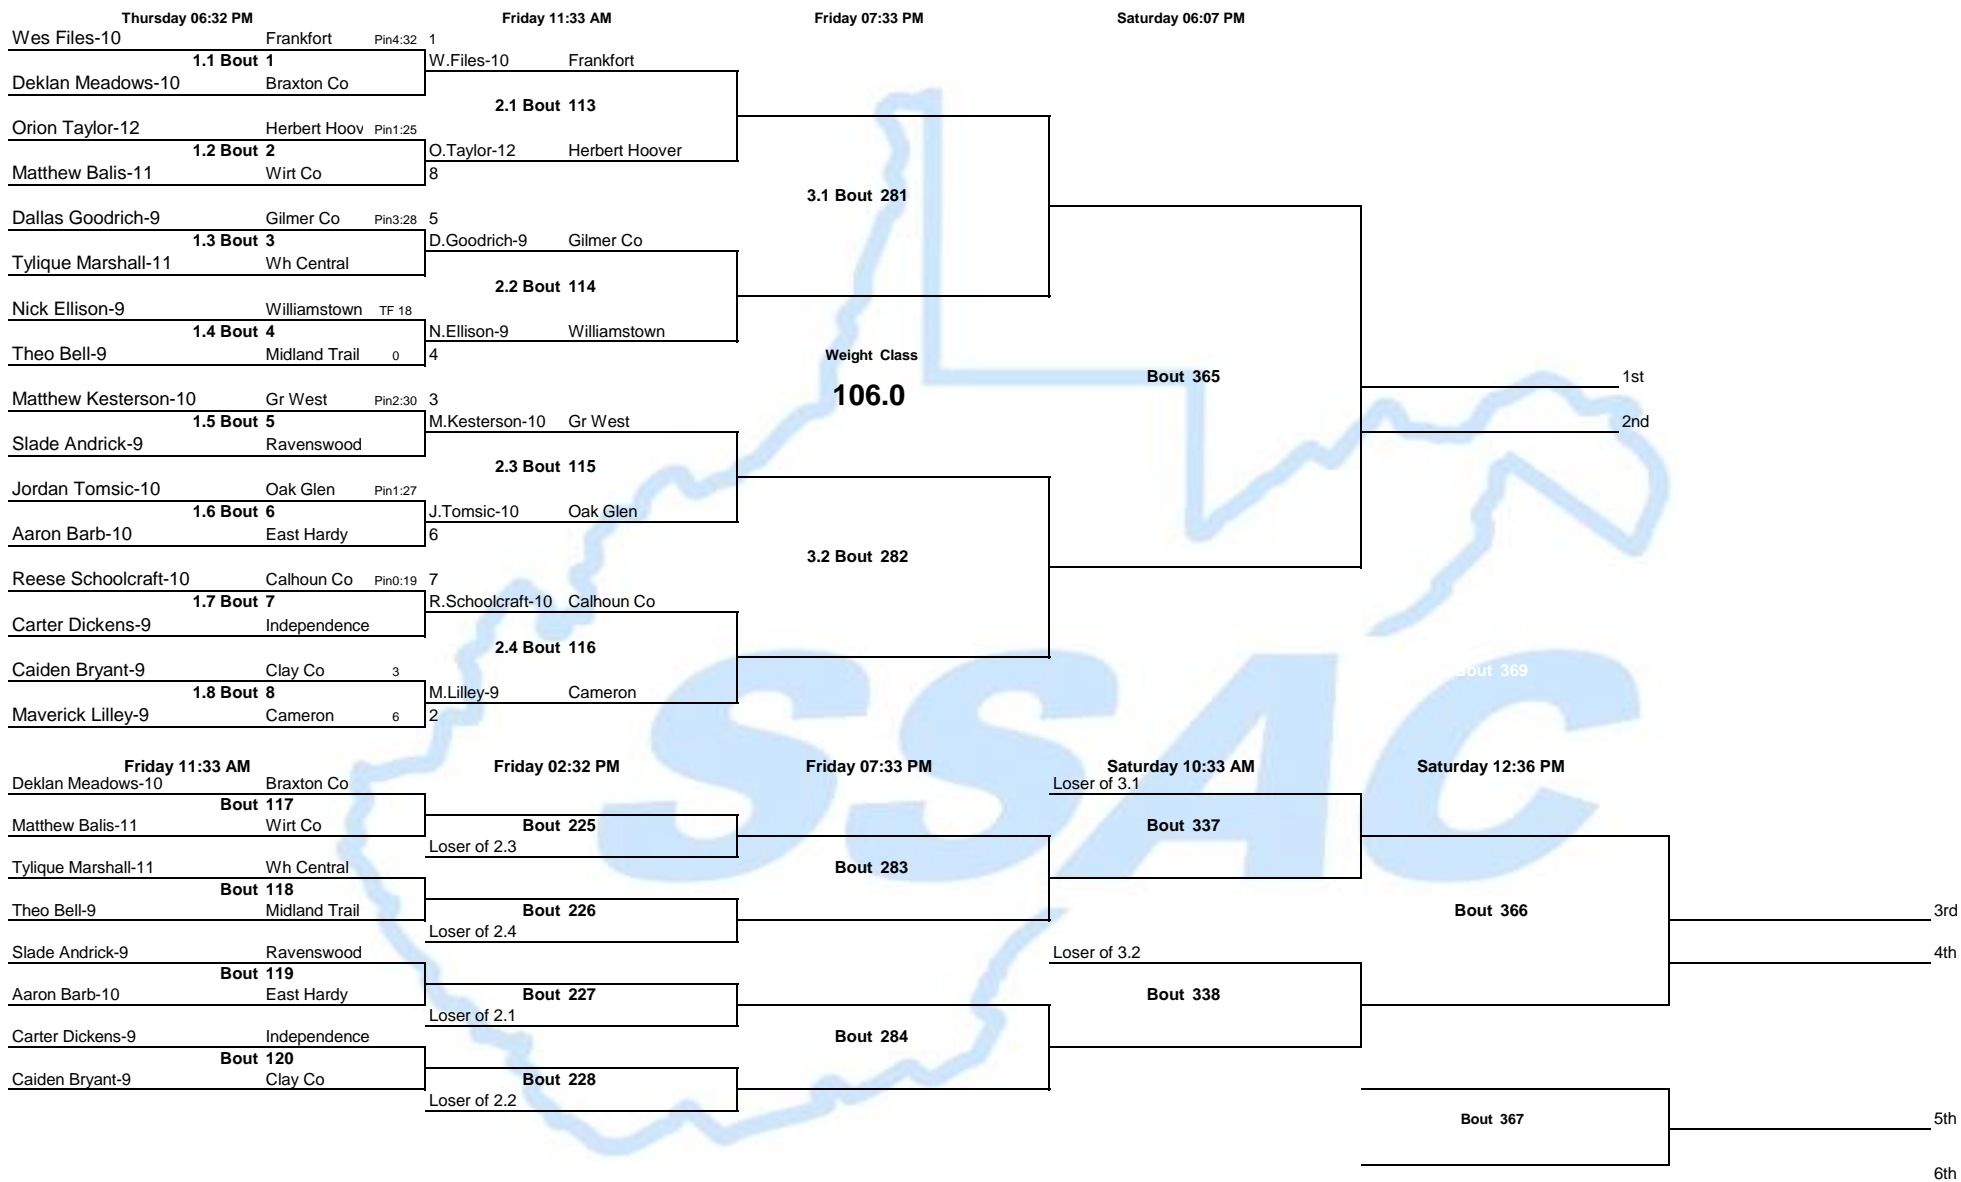 Thursday 06:32 PM Friday 11:33 AM Friday 07:33 PM Saturday 06:07 PM
Wes Files-10 Frankfort Pin4:32 1
1.1 Bout 1 W.Files-10 Frankfort
Deklan Meadows-10 Braxton Co
2.1 Bout 113
Orion Taylor-12 Herbert Hoov Pin1:25
1.2 Bout 2 O.Taylor-12 Herbert Hoover
Matthew Balis-11 Wirt Co 8
3.1 Bout 281
Dallas Goodrich-9 Gilmer Co Pin3:28 5
1.3 Bout 3 D.Goodrich-9 Gilmer Co
Tylique Marshall-11 Wh Central
2.2 Bout 114
Nick Ellison-9 Williamstown TF 18
1.4 Bout 4 N.Ellison-9 Williamstown
Theo Bell-9 Midland Trail 0 4 Weight Class
Bout 365 1st
Matthew Kesterson-10 Gr West Pin2:30 3 106.0
1.5 Bout 5 M.Kesterson-10 Gr West 2nd
Slade Andrick-9 Ravenswood
2.3 Bout 115
Jordan Tomsic-10 Oak Glen Pin1:27
1.6 Bout 6 J.Tomsic-10 Oak Glen
Aaron Barb-10 East Hardy 6
3.2 Bout 282
Reese Schoolcraft-10 Calhoun Co Pin0:19 7
1.7 Bout 7 R.Schoolcraft-10 Calhoun Co
Carter Dickens-9 Independence
2.4 Bout 116
Caiden Bryant-9 Clay Co 3 Bout 369
1.8 Bout 8 M.Lilley-9 Cameron
Maverick Lilley-9 Cameron 6 2
SSAC
Friday 11:33 AM Friday 02:32 PM Friday 07:33 PM Saturday 10:33 AM Saturday 12:36 PM
Deklan Meadows-10 Braxton Co Loser of 3.1
Bout 117
Matthew Balis-11 Wirt Co Bout 225 Bout 337
Loser of 2.3
Tylique Marshall-11 Wh Central Bout 283
Bout 118
Theo Bell-9 Midland Trail Bout 226 Bout 366 3rd
Loser of 2.4
Slade Andrick-9 Ravenswood Loser of 3.2 4th
Bout 119
Aaron Barb-10 East Hardy Bout 227 Bout 338
Loser of 2.1
Carter Dickens-9 Independence Bout 284
Bout 120
Caiden Bryant-9 Clay Co Bout 228
Loser of 2.2
Bout 367 5th
6th